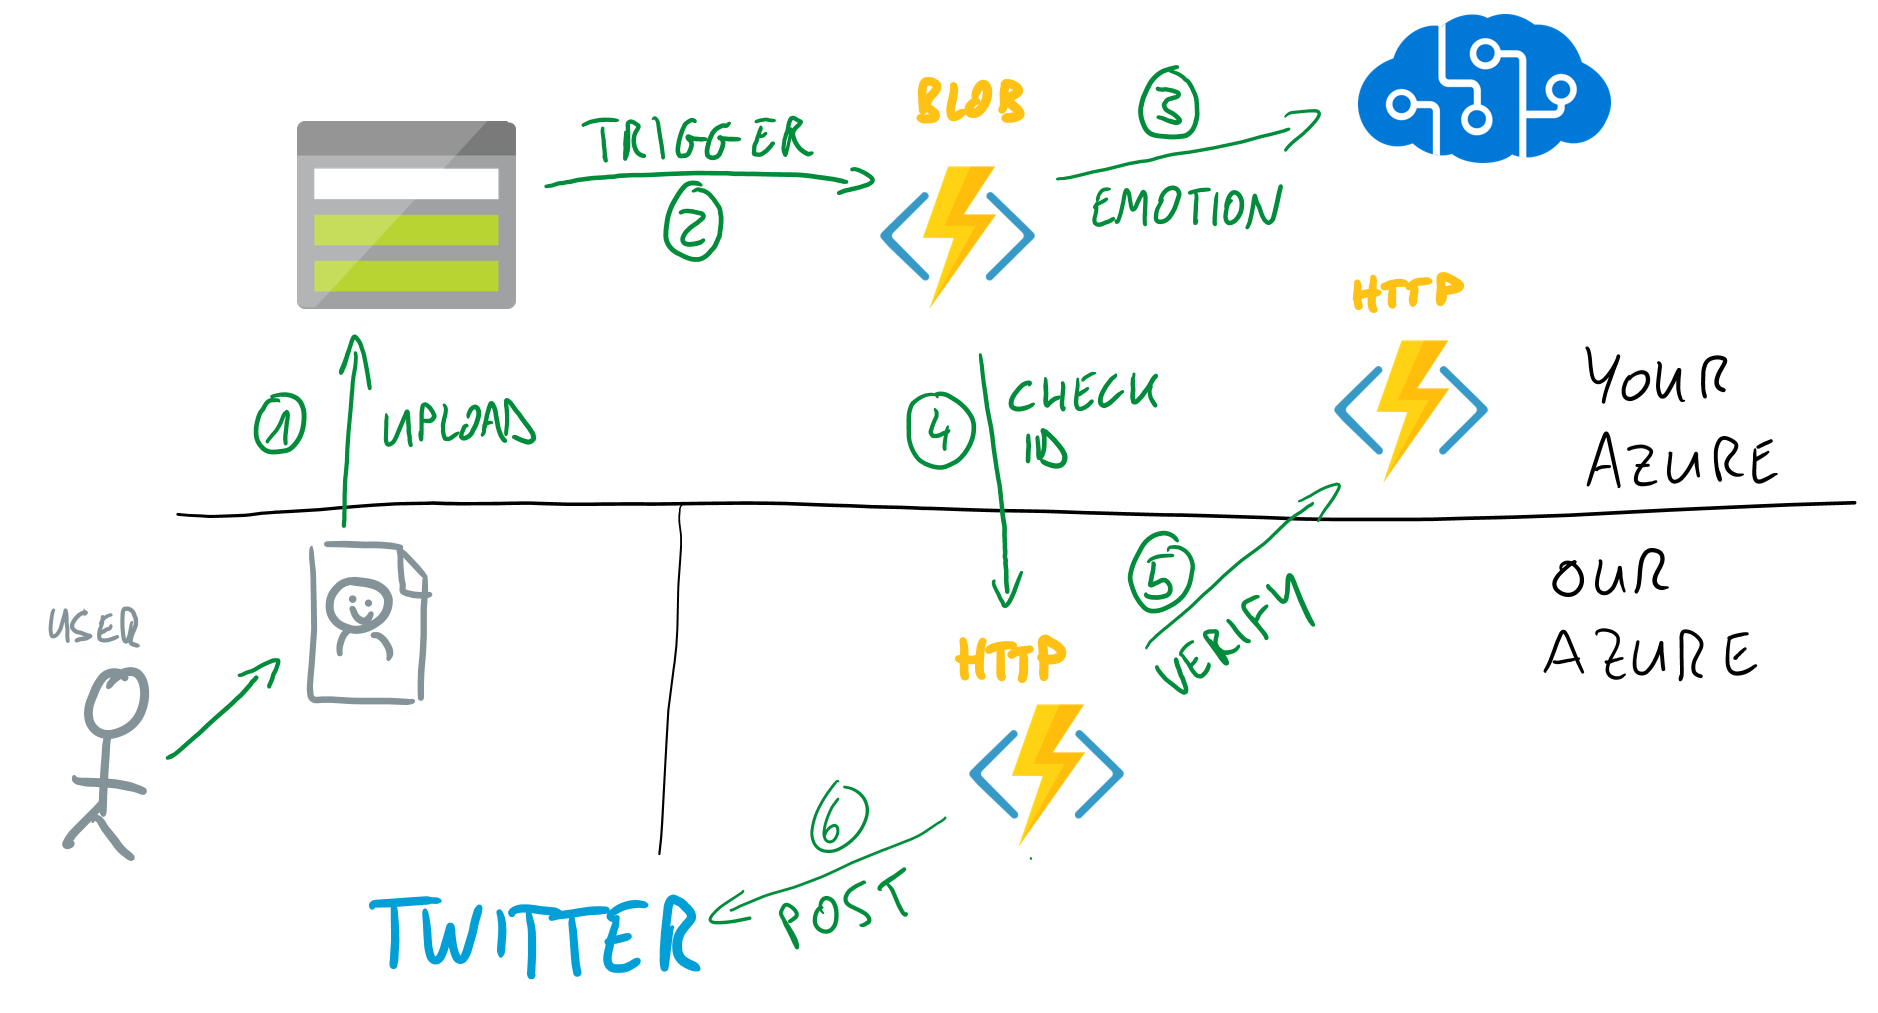 BLOB
3
TRIGGER
2
EMOTION
HTTP
YOUR
AZURE
1
UPLOAD
4
CHECK
ID
5
VERIFY
OUR
AZURE
USER
HTTP
6
POST
TWITTER